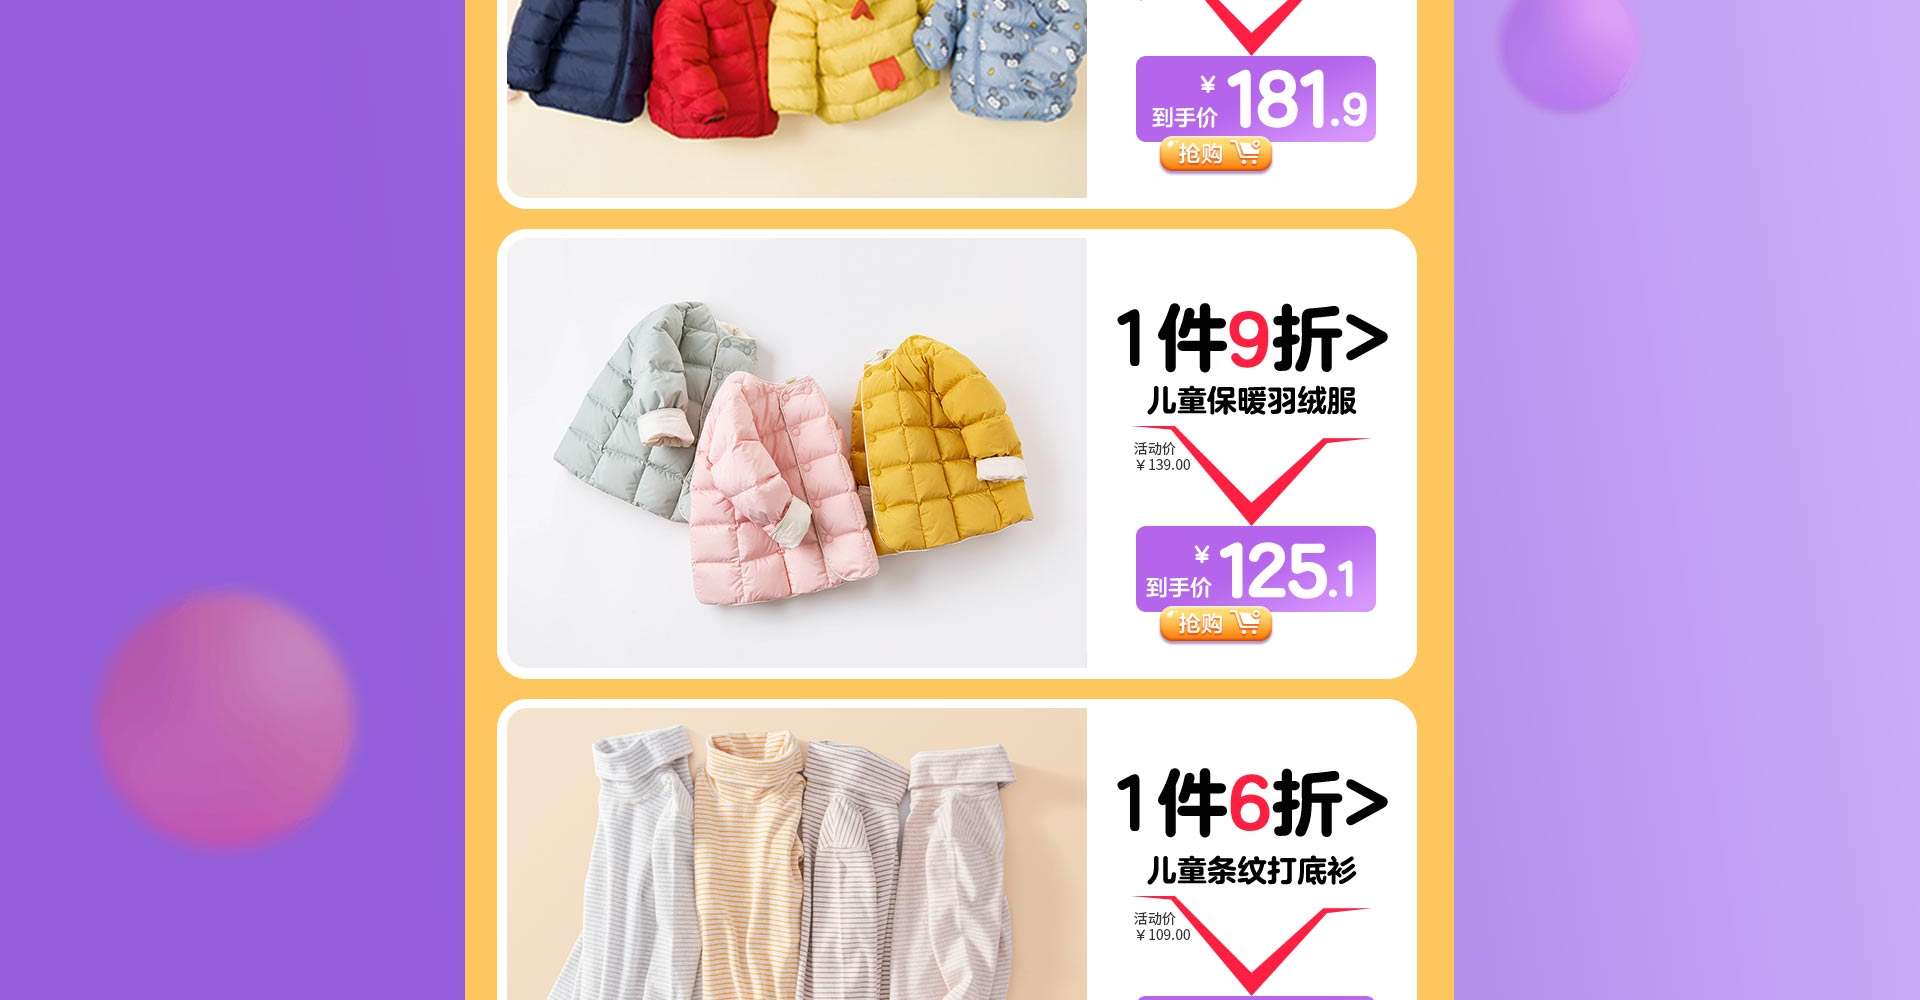 ¥
到手价 181.9
抢购
1件9折>
儿童保暖羽绒服
活动价
￥139.00
¥
到手价 125.1
抢购
1件6折>
儿童条纹打底衫
活动价
￥109.00